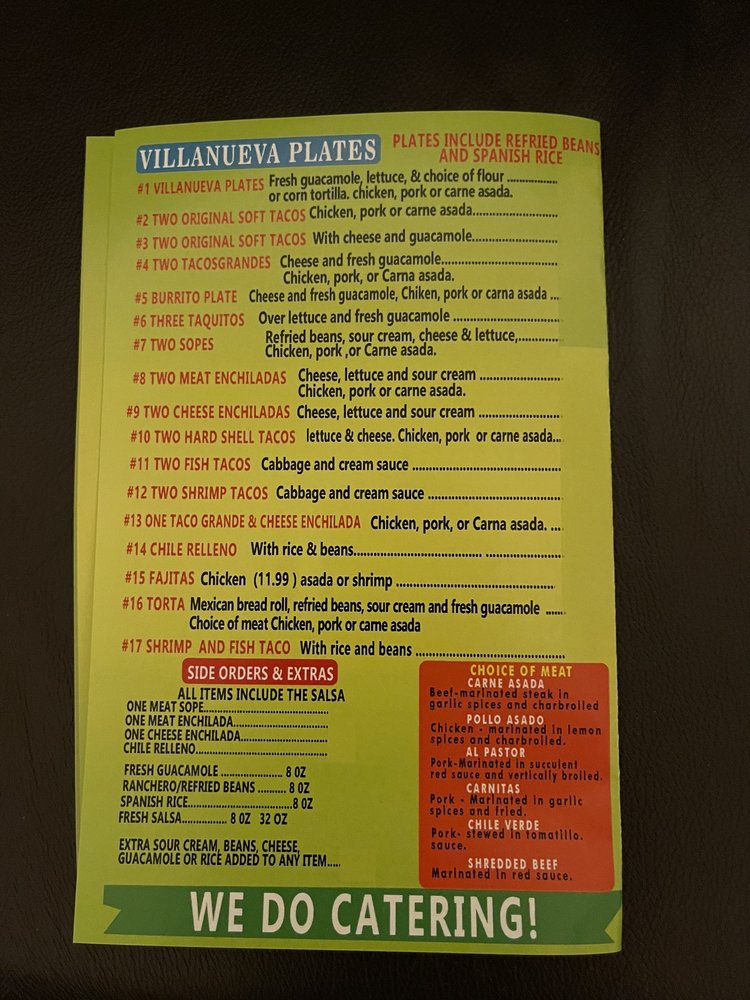 VILLANUEVA PLATES
PLATES INCLUDE REFRIED BEANS
AND SPANISH RICE
#1 VILLANUEVA PLATES Fresh guacamole, lettuce, & choice of flour .................
or corn tortilla. chicken, pork or carne asada.
#2 TWO ORIGINAL SOFT TACOS Chicken, pork or carne asada.........................
#3 TWO ORIGINAL SOFT TACOS With cheese and guacamole.........................
#4 TWO TACOSGRANDES Cheese and fresh guacamole.................................
Chicken, pork, or Carna asada.
#5 BURRITO PLATE Cheese and fresh guacamole, Chiken, pork or carna asada ...
#6 THREE TAQUITOS Over lettuce and fresh guacamole ..............................
#7 TWO SOPES Refried beans, sour cream, cheese & lettuce,............
Chicken, pork ,or Carne asada.
#8 TWO MEAT ENCHILADAS Cheese, lettuce and sour cream .......................
Chicken, pork or carne asada.
#9 TWO CHEESE ENCHILADAS Cheese, lettuce and sour cream .......................
#10 TWO HARD SHELL TACOS lettuce & cheese. Chicken, pork or carne asada...
#11 TWO FISH TACOS Cabbage and cream sauce ..........................................
#12 TWO SHRIMP TACOS Cabbage and cream sauce .....................................
#13 ONE TACO GRANDE & CHEESE ENCHILADA Chicken, pork, or Carna asada. ...
#14 CHILE RELLENO With rice & beans................................... .....................
#15 FAJITAS Chicken (11.99 ) asada or shrimp ............................................
#16 TORTA Mexican bread roll, refried beans, sour cream and fresh guacamole ......
Choice of meat Chicken, pork or carne asada
#17 SHRIMP AND FISH TACO With rice and beans ..........................................
SIDE ORDERS & EXTRAS
ALL ITEMS INCLUDE THE SALSA
ONE MEAT SOPE...................................
ONE MEAT ENCHILADA..........................
ONE CHEESE ENCHILADA........................
CHILE RELLENO.....................................
FRESH GUACAMOLE ..................... 8 OZ
RANCHERO/REFRIED BEANS .......... 8 OZ
SPANISH RICE...............................8 OZ
FRESH SALSA............... 8 OZ 32 OZ
EXTRA SOUR CREAM, BEANS, CHEESE,
GUACAMOLE OR RICE ADDED TO ANY ITEM.....
CHOICE OF MEAT
CARNE ASADA
Beef-marinated steak in
garlic spices and charbrolled
POLLO ASADO
Chicken - marinated in lemon
spices and charbrolled.
AL PASTOR
Pork-Marinated in succulent
red sauce and vertically brolled.
CARNITAS
Pork - Marinated in garlic
spices and fried.
CHILE VERDE
Pork- stewed in tomatillo.
sauce.
SHREDDED BEEF
Marinated in red sauce.
WE DO CATERING!